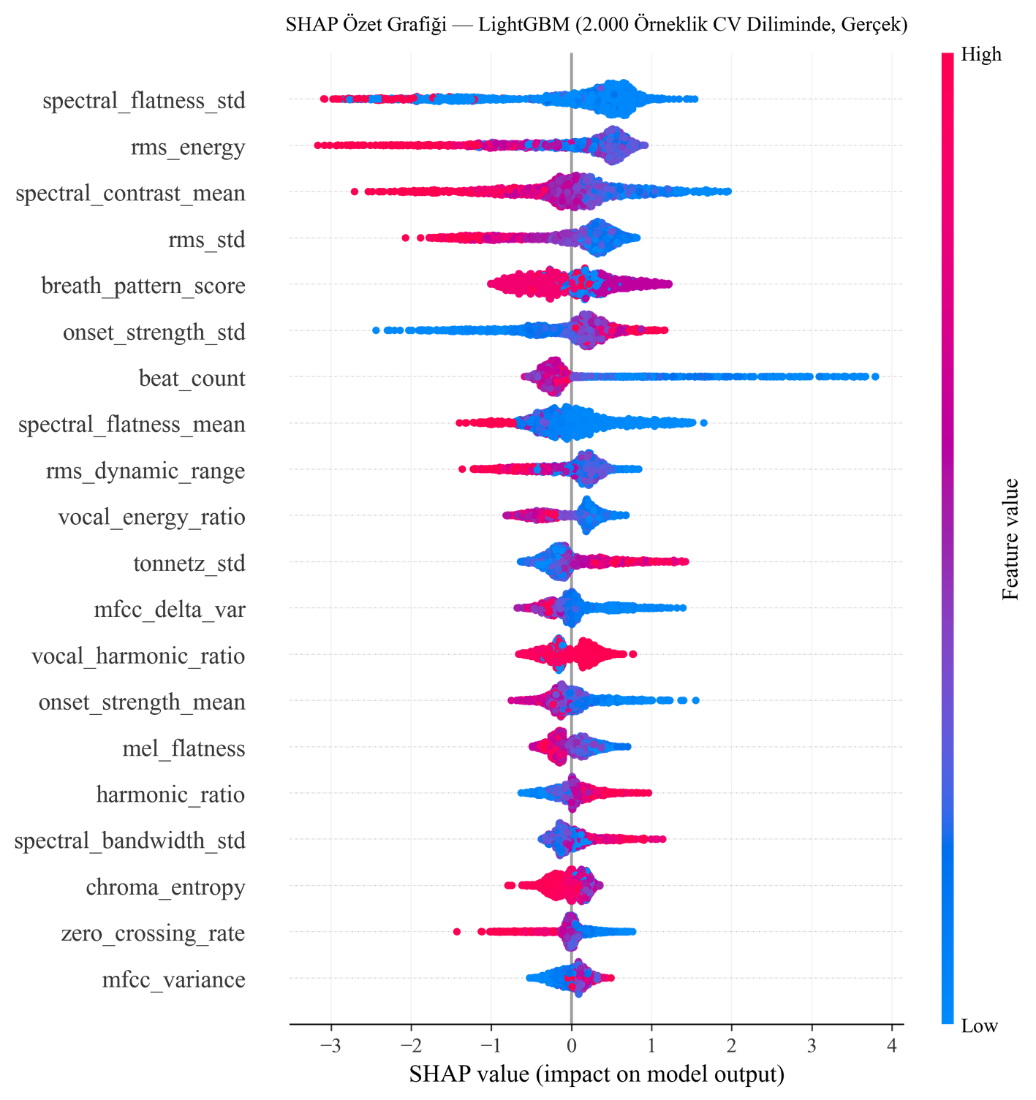 SHAP Özet Grafiği — LightGBM (2.000 Örneklik CV Diliminde, Gerçek)
High
spectral_flatness_std
rms_energy
spectral_contrast_mean
rms_std
breath_pattern_score
onset_strength_std
beat_count
spectral_flatness_mean
rms_dynamic_range
vocal_energy_ratio
tonnetz_std
mfcc_delta_var
vocal_harmonic_ratio
onset_strength_mean
mel_flatness
harmonic_ratio
spectral_bandwidth_std
chroma_entropy
zero_crossing_rate
mfcc_variance
Feature value
Low
−3 −2 −1 0 1 2 3 4
SHAP value (impact on model output)